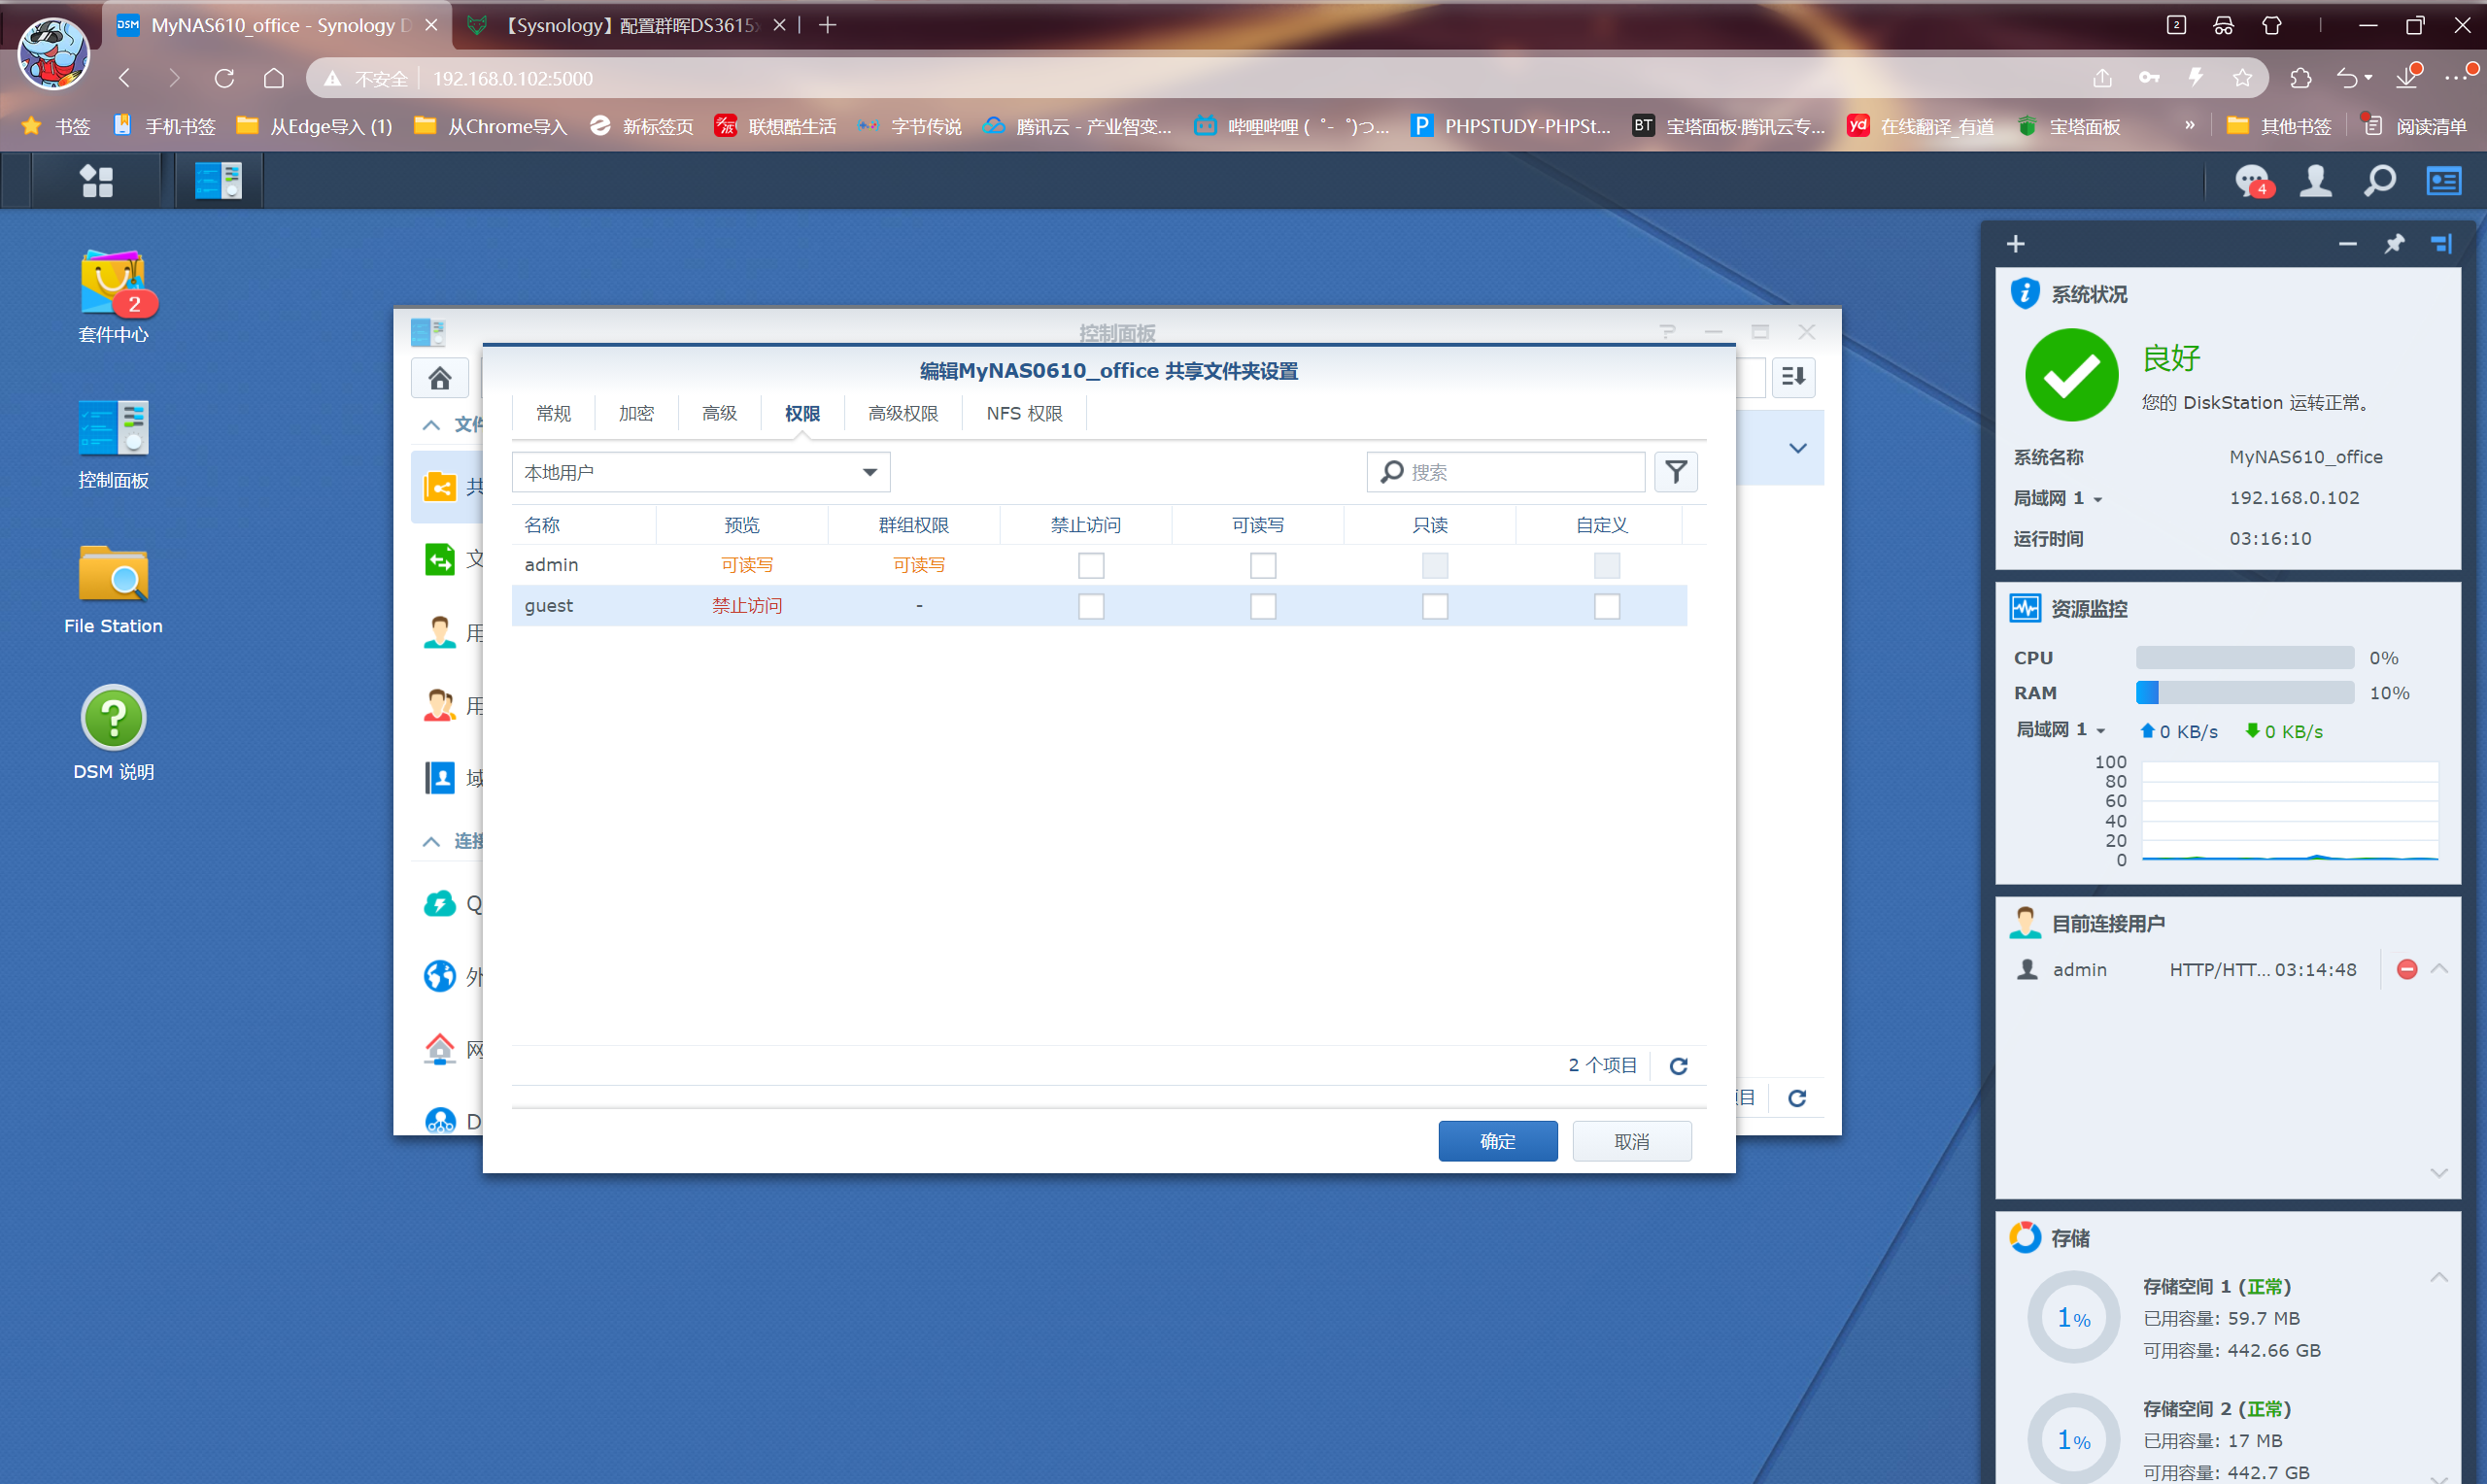 MyNAS610_office - Synology D
【Sysnology】配置群晖DS3615x
2
不安全 192.168.0.102:5000
书签 手机书签 从Edge导入 (1) 从Chrome导入 新标签页 联想酷生活 字节传说 腾讯云 - 产业智变... 哔哩哔哩 (゜-゜)つ... PHPSTUDY-PHPSt... 宝塔面板·腾讯云专... 在线翻译_有道 宝塔面板 » 其他书签 阅读清单
4
2
套件中心
控制面板
File Station
DSM 说明
控制面板
文件
共
文
用
用
域
连接
Q
外
网
D
项目
编辑MyNAS0610_office 共享文件夹设置
常规 加密 高级 权限 高级权限 NFS 权限
本地用户 搜索
名称 预览 群组权限 禁止访问 可读写 只读 自定义
admin 可读写 可读写
guest 禁止访问 -
2 个项目
确定 取消
系统状况
良好
您的 DiskStation 运转正常。
系统名称 MyNAS610_office
局域网 1 192.168.0.102
运行时间 03:16:10
资源监控
CPU 0%
RAM 10%
局域网 1 0 KB/s 0 KB/s
100
80
60
40
20
0
目前连接用户
admin HTTP/HTT... 03:14:48
存储
1%
存储空间 1 (正常)
已用容量: 59.7 MB
可用容量: 442.66 GB
1%
存储空间 2 (正常)
已用容量: 17 MB
可用容量: 442.7 GB